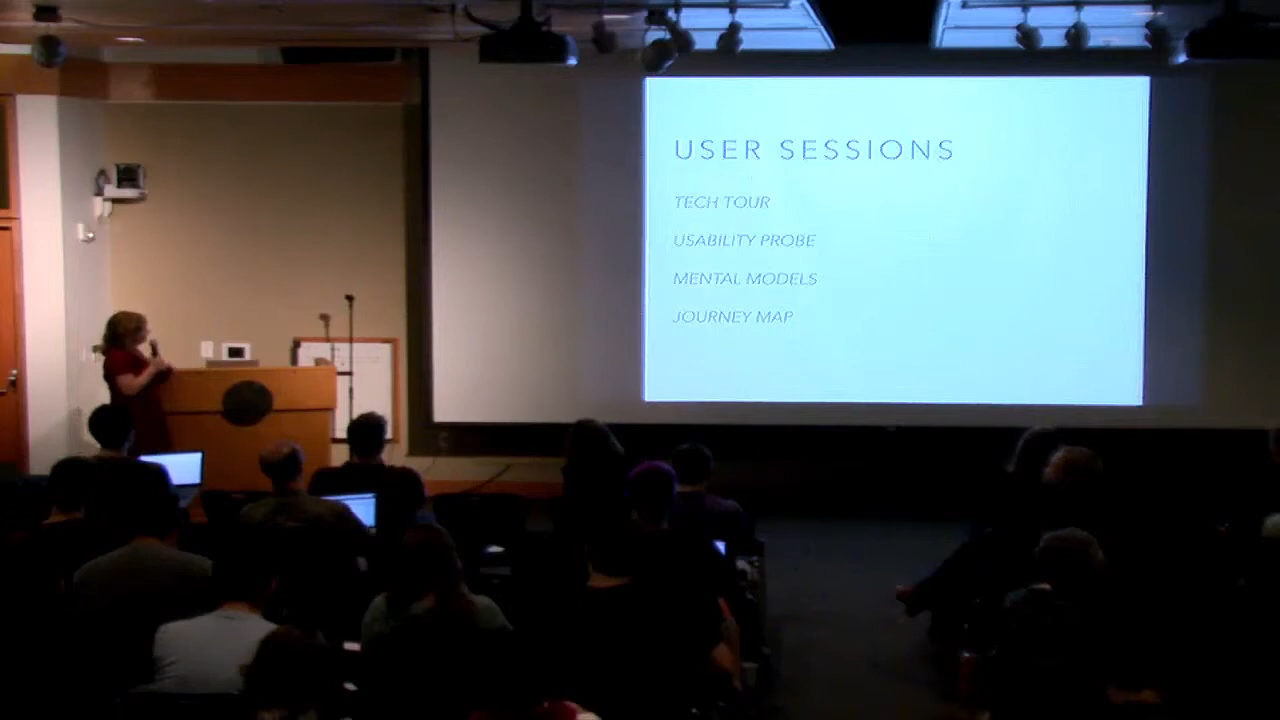 USER SESSIONS
TECH TOUR
USABILITY PROBE
MENTAL MODELS
JOURNEY MAP